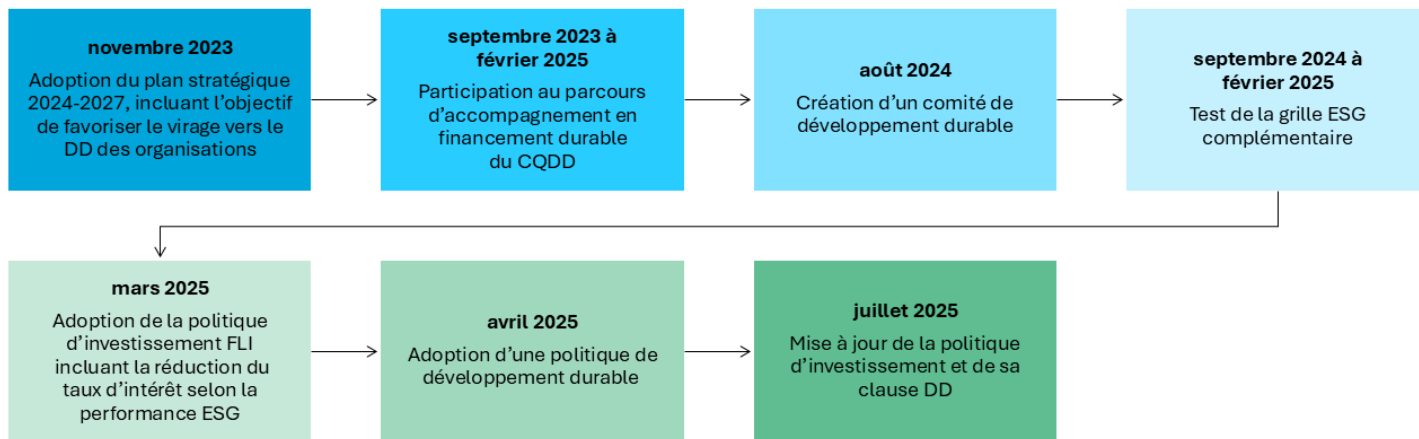 novembre 2023
Adoption du plan stratégique
2024-2027, incluant l’objectif
de favoriser le virage vers le
DD des organisations
septembre 2023 à
février 2025
Participation au parcours
d’accompagnement en
financement durable
du CQDD
août 2024
Création d’un comité de
développement durable
septembre 2024 à
février 2025
Test de la grille ESG
complémentaire
mars 2025
Adoption de la politique
d’investissement FLI
incluant la réduction du
taux d’intérêt selon la
performance ESG
avril 2025
Adoption d’une politique de
développement durable
juillet 2025
Mise à jour de la politique
d’investissement et de sa
clause DD